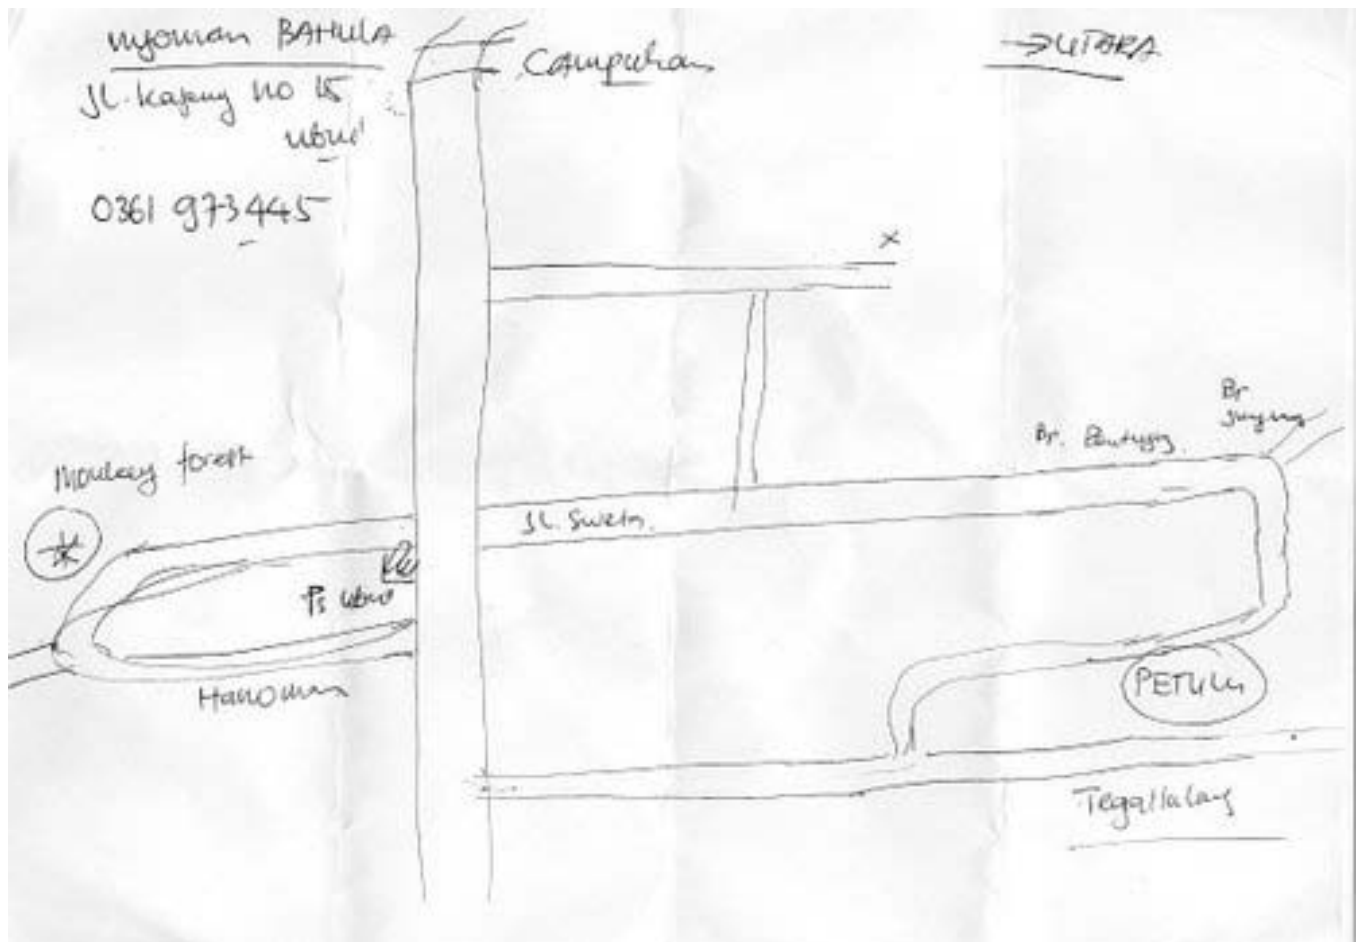 nyoman BAHULA
Jl. Kajeng no 15
Ubud
0361 973445
Campuhan
→ UTARA
x
Br
Br.
Monkey forest
Jl. Sweta.
Ps Ubud
Hanoman
PETULU
Tegallalang